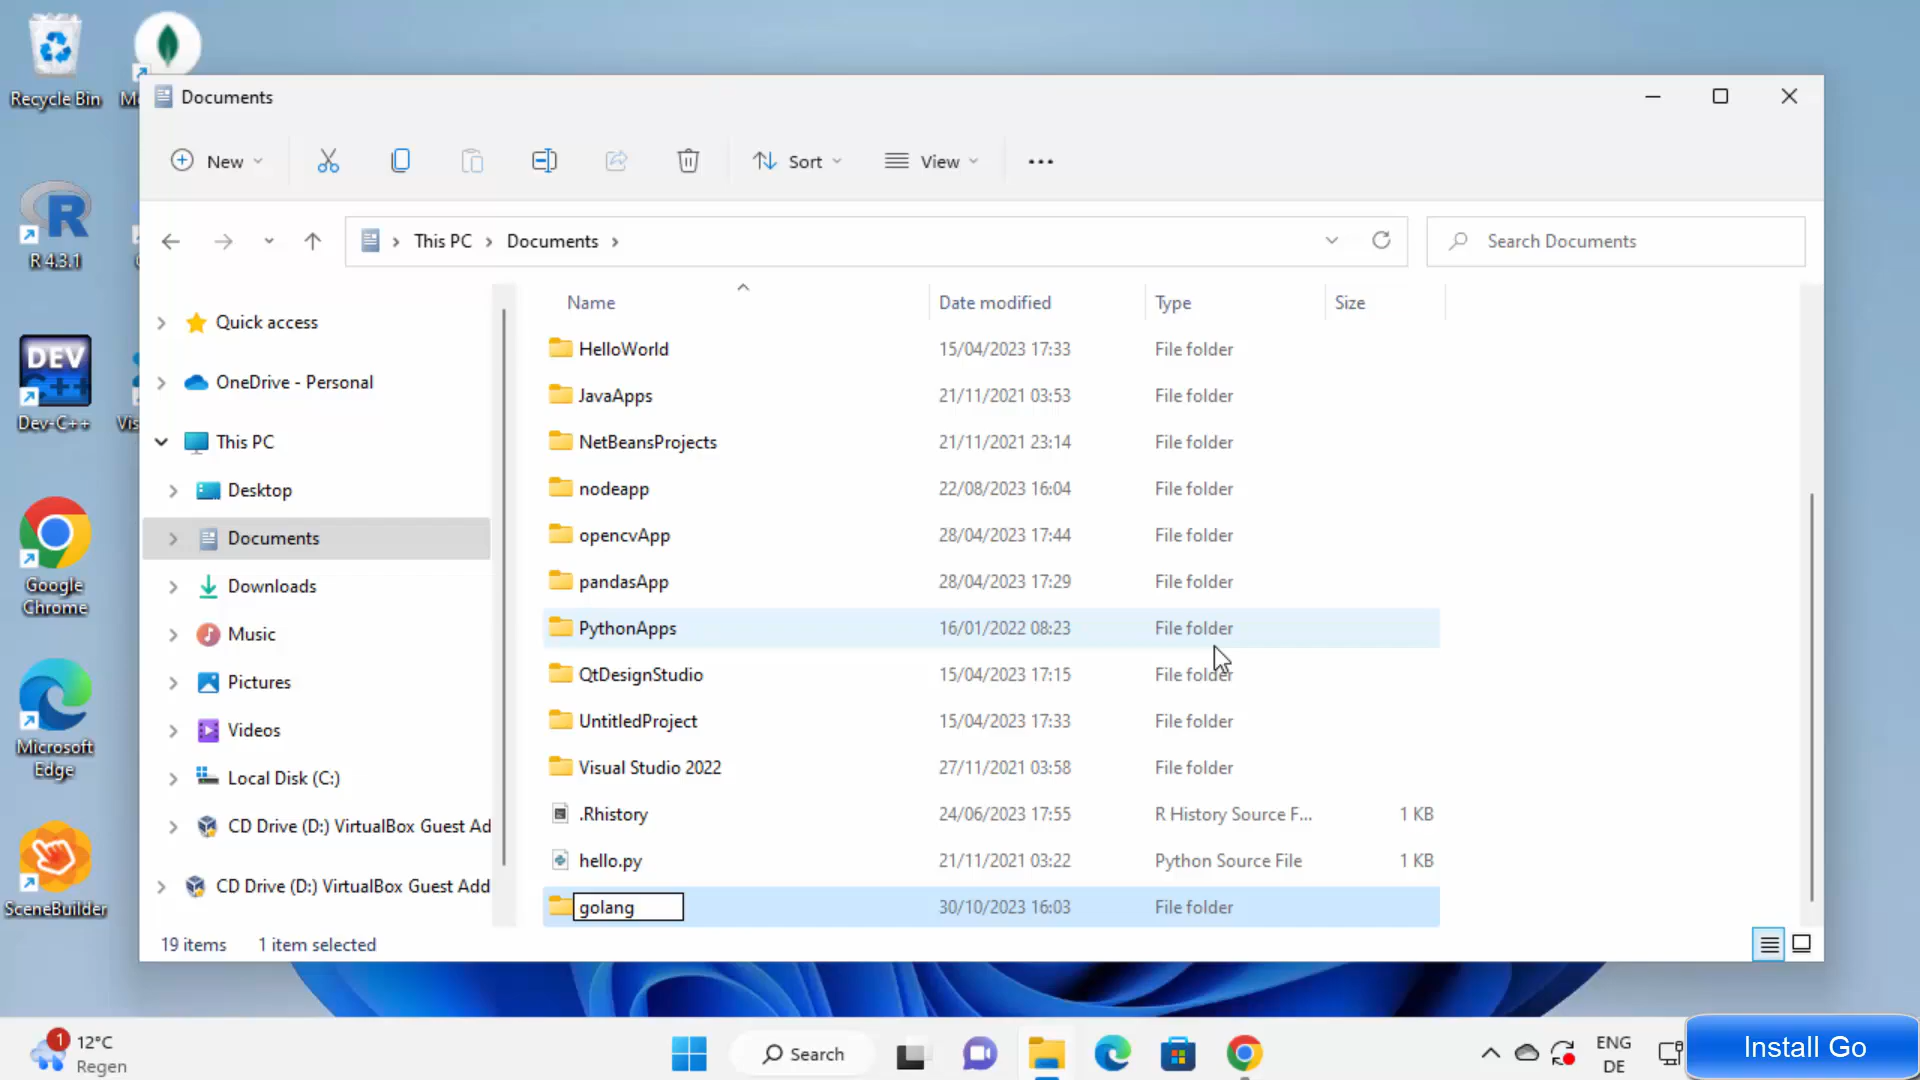 Recycle Bin
R 4.3.1
Dev-C++
Google
Chrome
Microsoft
Edge
SceneBuilder
Documents
New
Sort
View
This PC
Documents
Search Documents
Quick access
OneDrive - Personal
This PC
Desktop
Documents
Downloads
Music
Pictures
Videos
Local Disk (C:)
CD Drive (D:) VirtualBox Guest Ad
CD Drive (D:) VirtualBox Guest Add
Name Date modified Type Size
HelloWorld 15/04/2023 17:33 File folder
JavaApps 21/11/2021 03:53 File folder
NetBeansProjects 21/11/2021 23:14 File folder
nodeapp 22/08/2023 16:04 File folder
opencvApp 28/04/2023 17:44 File folder
pandasApp 28/04/2023 17:29 File folder
PythonApps 16/01/2022 08:23 File folder
QtDesignStudio 15/04/2023 17:15 File folder
UntitledProject 15/04/2023 17:33 File folder
Visual Studio 2022 27/11/2021 03:58 File folder
.Rhistory 24/06/2023 17:55 R History Source F... 1 KB
hello.py 21/11/2021 03:22 Python Source File 1 KB
golang 30/10/2023 16:03 File folder
19 items 1 item selected
1
12°C
Regen
Search
ENG
DE
Install Go